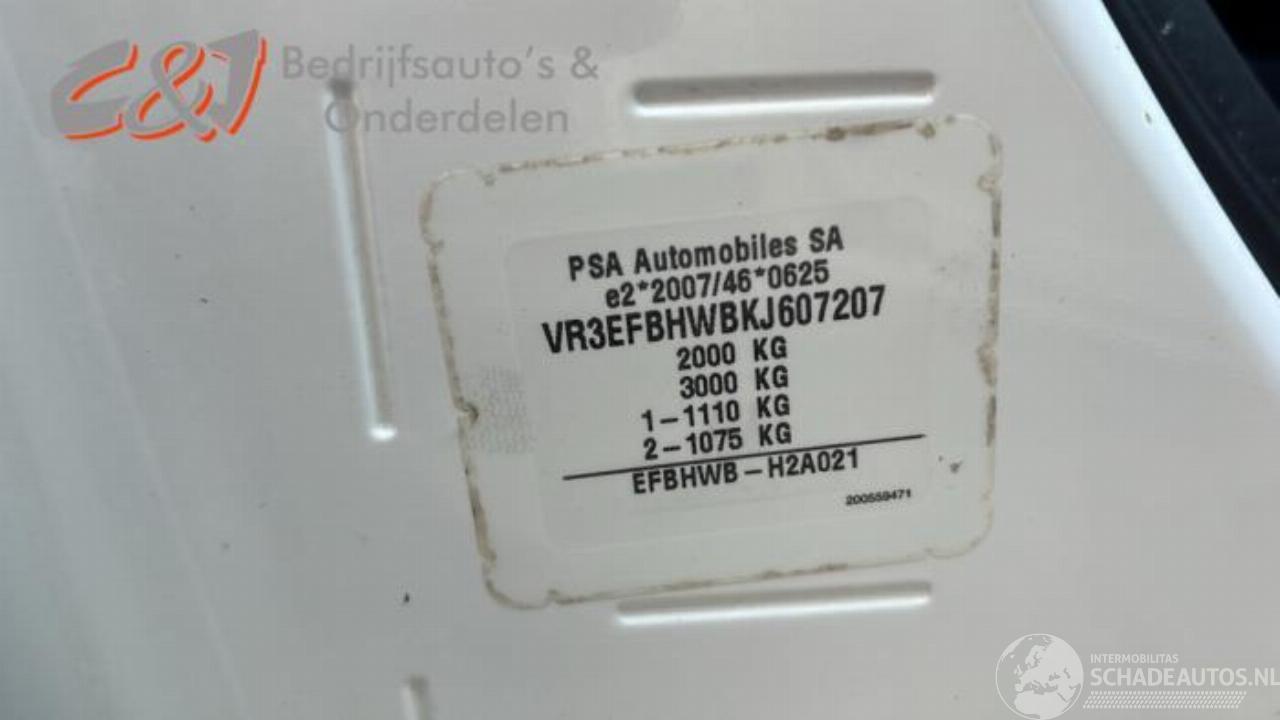 C&J Bedrijfsauto's &
Onderdelen
PSA Automobiles SA
e2*2007/46*0625
VR3EFBHWBKJ607207
2000 KG
3000 KG
1-1110 KG
2-1075 KG
EFBHWB-H2A021
200559471
INTERMOBILITAS
SCHADEAUTOS.NL